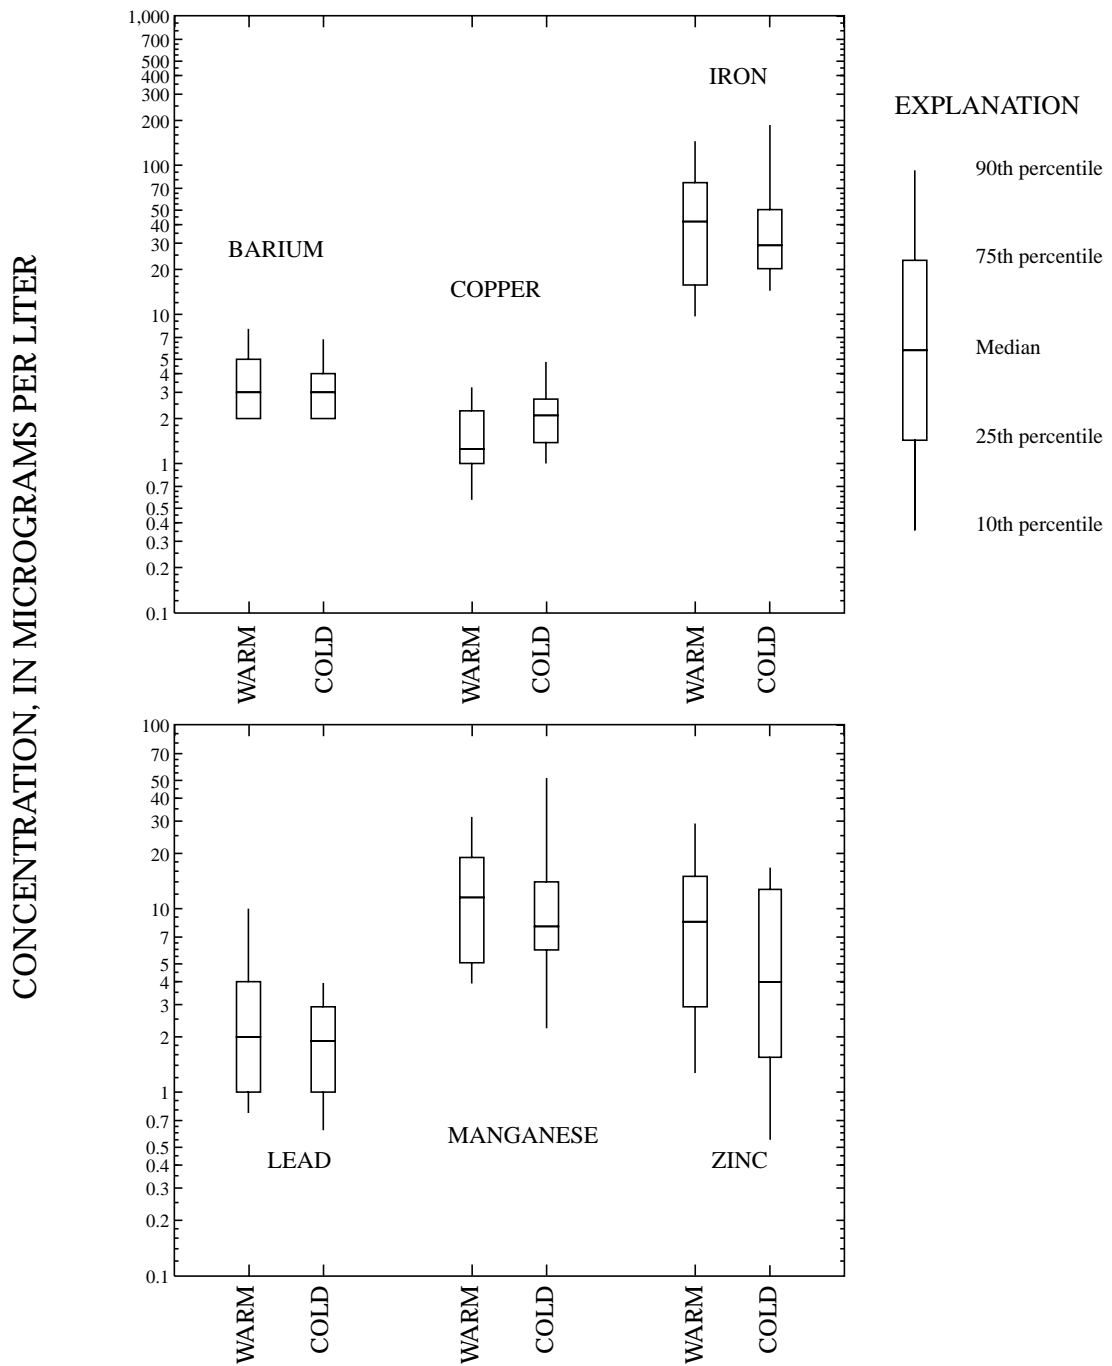 CONCENTRATION, IN MICROGRAMS PER LITER
1,000
700
500
400
300
200
100
70
50
40
30
20
10
7
5
4
3
2
1
0.7
0.5
0.4
0.3
0.2
0.1
BARIUM
COPPER
IRON
WARM
COLD
WARM
COLD
WARM
COLD
EXPLANATION
90th percentile
75th percentile
Median
25th percentile
10th percentile
100
70
50
40
30
20
10
7
5
4
3
2
1
0.7
0.5
0.4
0.3
0.2
0.1
LEAD
MANGANESE
ZINC
WARM
COLD
WARM
COLD
WARM
COLD